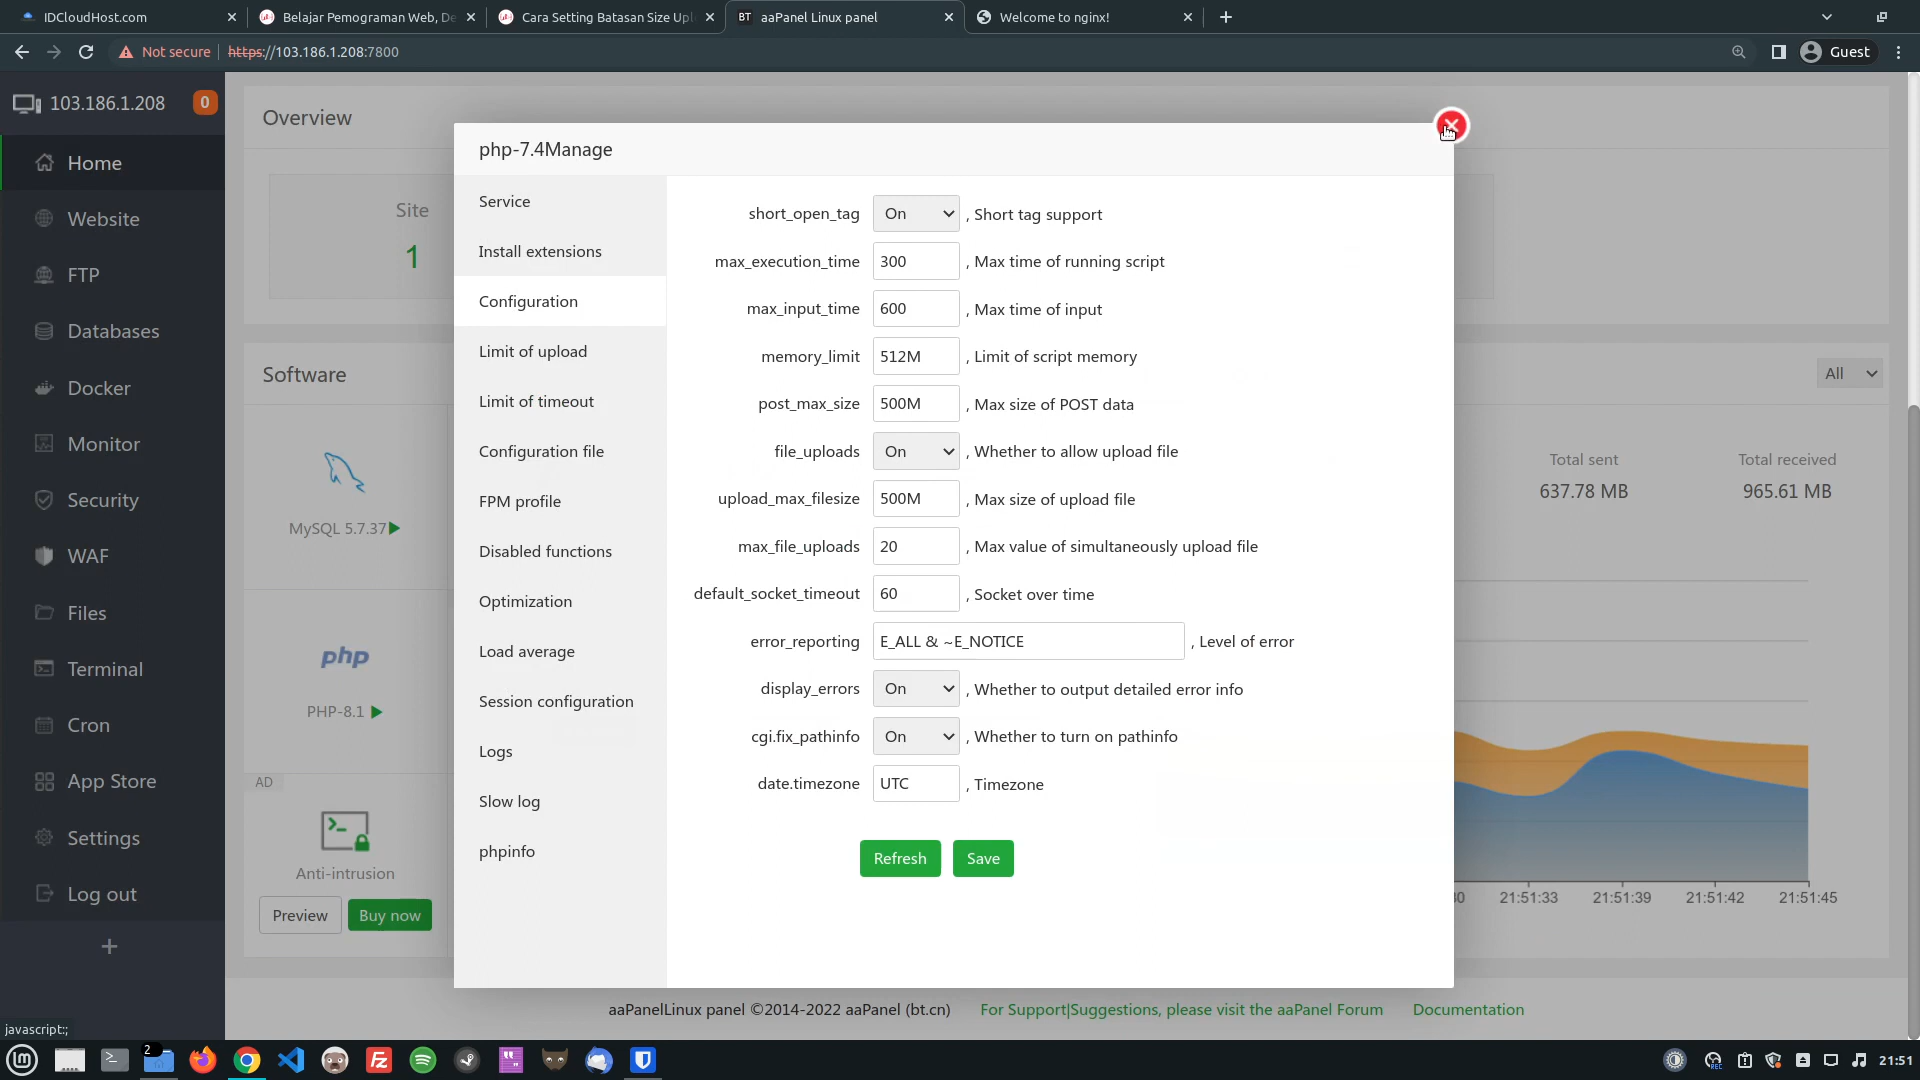 IDCloudHost.com
Belajar Pemograman Web, De
Cara Setting Batasan Size Upl
BT aaPanel Linux panel
Welcome to nginx!
Not secure https://103.186.1.208:7800
Guest
103.186.1.208
0
Home
Website
FTP
Databases
Docker
Monitor
Security
WAF
Files
Terminal
Cron
App Store
Settings
Log out
Overview
Site
1
Software
All
MySQL 5.7.37
php
PHP-8.1
AD
Anti-intrusion
Preview
Buy now
php-7.4Manage
Service
Install extensions
Configuration
Limit of upload
Limit of timeout
Configuration file
FPM profile
Disabled functions
Optimization
Load average
Session configuration
Logs
Slow log
phpinfo
short_open_tag On , Short tag support
max_execution_time 300 , Max time of running script
max_input_time 600 , Max time of input
memory_limit 512M , Limit of script memory
post_max_size 500M , Max size of POST data
file_uploads On , Whether to allow upload file
upload_max_filesize 500M , Max size of upload file
max_file_uploads 20 , Max value of simultaneously upload file
default_socket_timeout 60 , Socket over time
error_reporting E_ALL & ~E_NOTICE , Level of error
display_errors On , Whether to output detailed error info
cgi.fix_pathinfo On , Whether to turn on pathinfo
date.timezone UTC , Timezone
Refresh Save
Total sent Total received
637.78 MB 965.61 MB
21:51:33 21:51:39 21:51:42 21:51:45
aaPanelLinux panel ©2014-2022 aaPanel (bt.cn) For Support|Suggestions, please visit the aaPanel Forum Documentation
javascript:;
2
REC
21:51